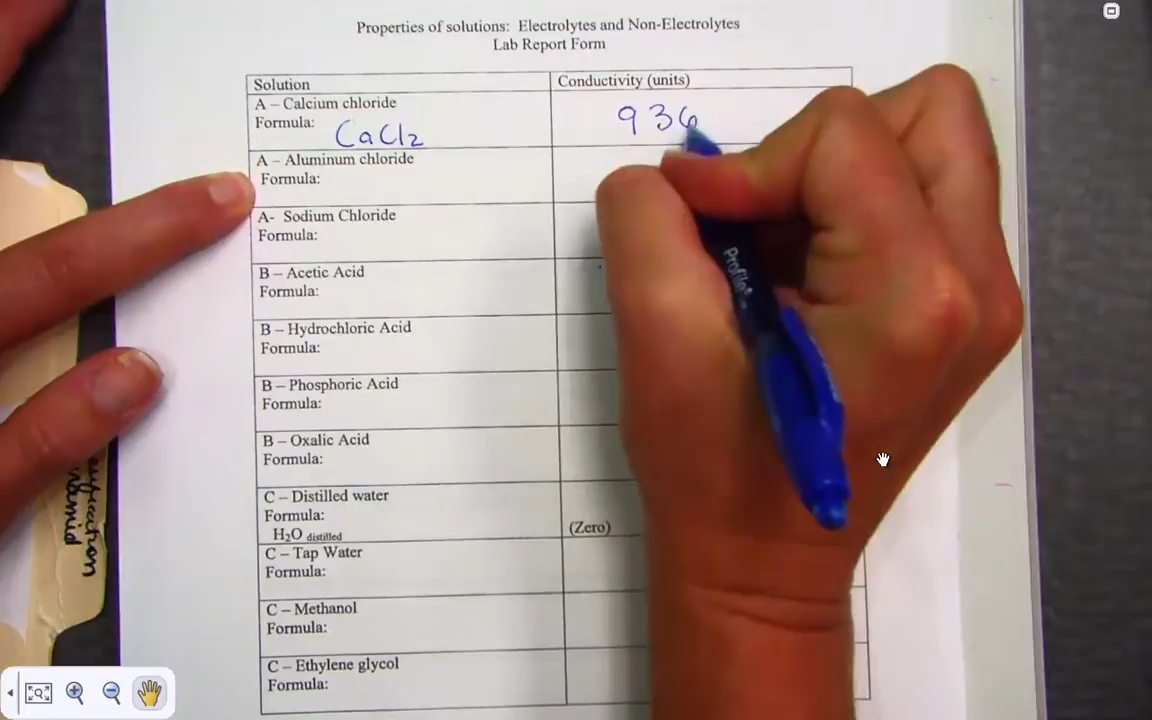 Properties of solutions: Electrolytes and Non-Electrolytes
Lab Report Form
Solution
Conductivity (units)
A – Calcium chloride
Formula: CaCl2
936
A – Aluminum chloride
Formula:
A- Sodium Chloride
Formula:
B – Acetic Acid
Formula:
B – Hydrochloric Acid
Formula:
B – Phosphoric Acid
Formula:
B – Oxalic Acid
Formula:
C – Distilled water
Formula:
H₂O distilled
(Zero)
C – Tap Water
Formula:
C – Methanol
Formula:
C – Ethylene glycol
Formula:
Profile